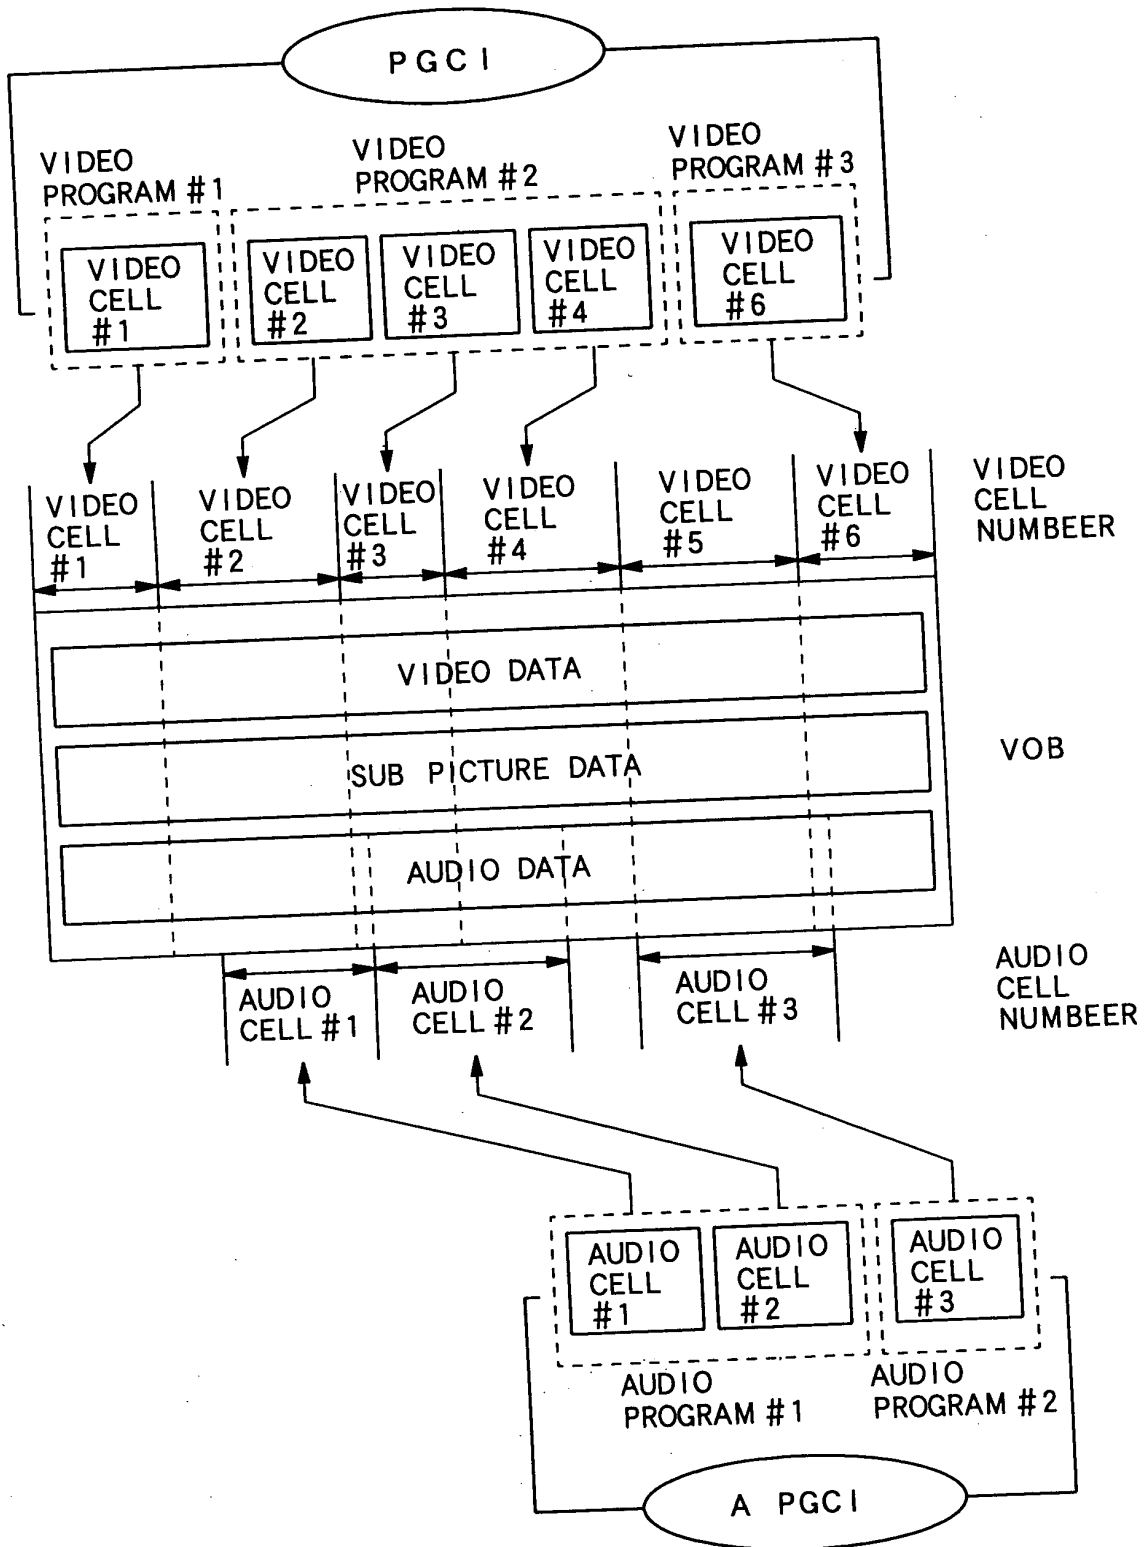 PGCI
VIDEO
PROGRAM #1
VIDEO
PROGRAM #2
VIDEO
PROGRAM #3
VIDEO
CELL
#1
VIDEO
CELL
#2
VIDEO
CELL
#3
VIDEO
CELL
#4
VIDEO
CELL
#6
VIDEO
CELL
#1
VIDEO
CELL
#2
VIDEO
CELL
#3
VIDEO
CELL
#4
VIDEO
CELL
#5
VIDEO
CELL
#6
VIDEO
CELL
NUMBEER
VIDEO DATA
SUB PICTURE DATA
VOB
AUDIO DATA
AUDIO
CELL #1
AUDIO
CELL #2
AUDIO
CELL #3
AUDIO
CELL
NUMBEER
AUDIO
CELL
#1
AUDIO
CELL
#2
AUDIO
CELL
#3
AUDIO
PROGRAM #1
AUDIO
PROGRAM #2
A PGCI